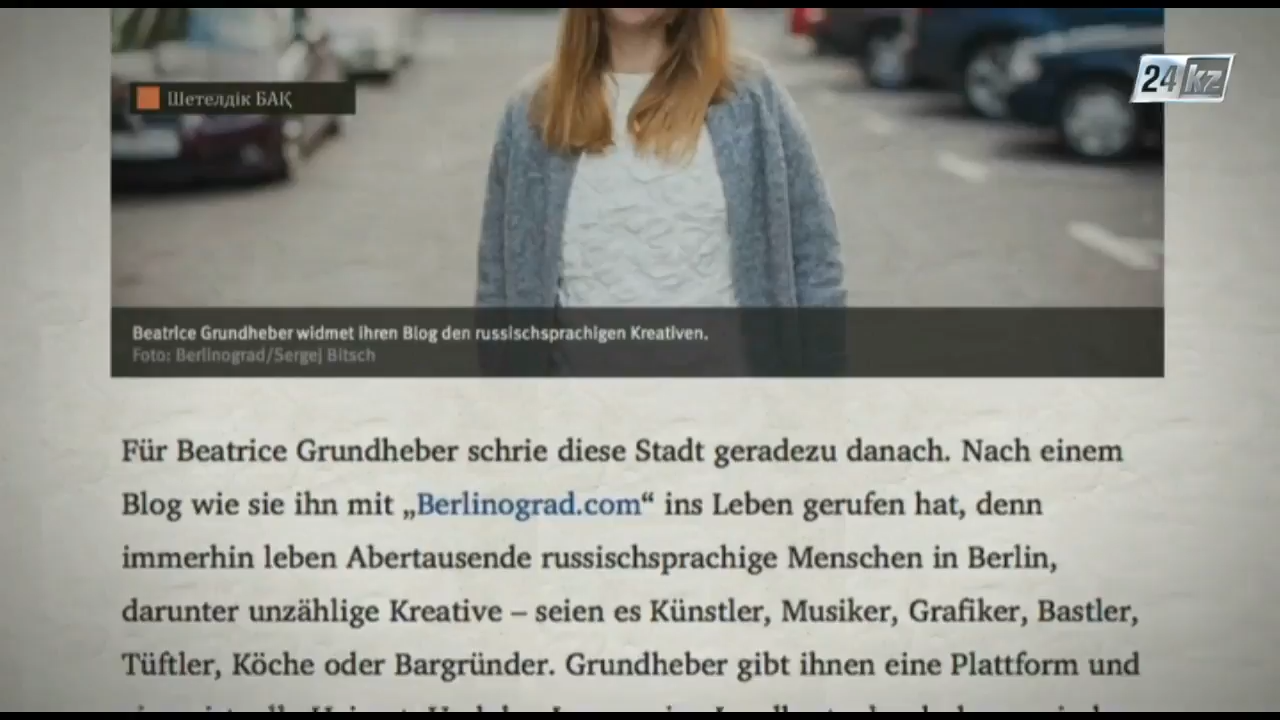 24 kz
Шетелдік БАҚ
Beatrice Grundheber widmet ihren Blog den russischsprachigen Kreativen.
Foto: Berlinograd/Sergej Bitsch
Für Beatrice Grundheber schrie diese Stadt geradezu danach. Nach einem
Blog wie sie ihn mit „Berlinograd.com“ ins Leben gerufen hat, denn
immerhin leben Abertausende russischsprachige Menschen in Berlin,
darunter unzählige Kreative – seien es Künstler, Musiker, Grafiker, Bastler,
Tüftler, Köche oder Bargründer. Grundheber gibt ihnen eine Plattform und